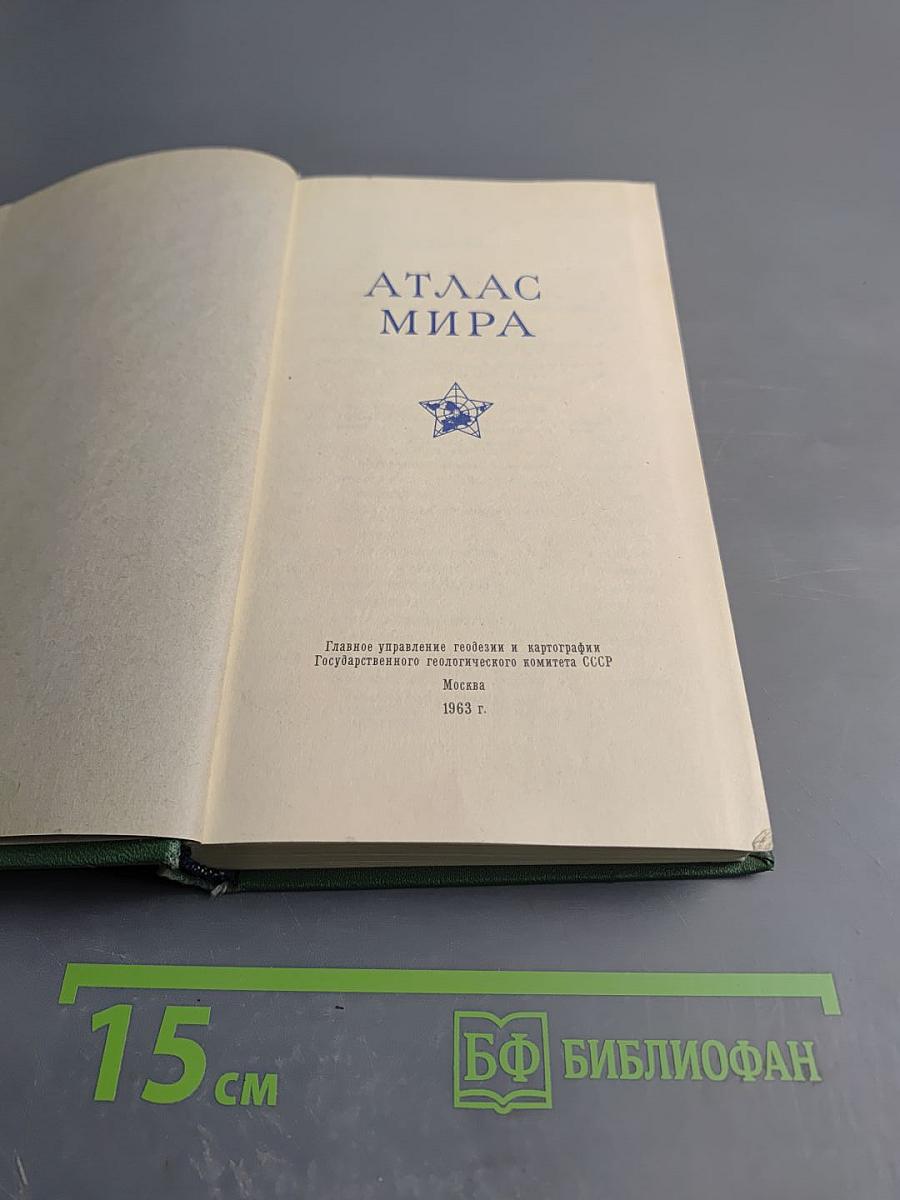 АТЛАС
МИРА
Главное управление геодезии и картографии
Государственного геологического комитета СССР
Москва
1963 г.
15 см
БФ БИБЛИОФАН